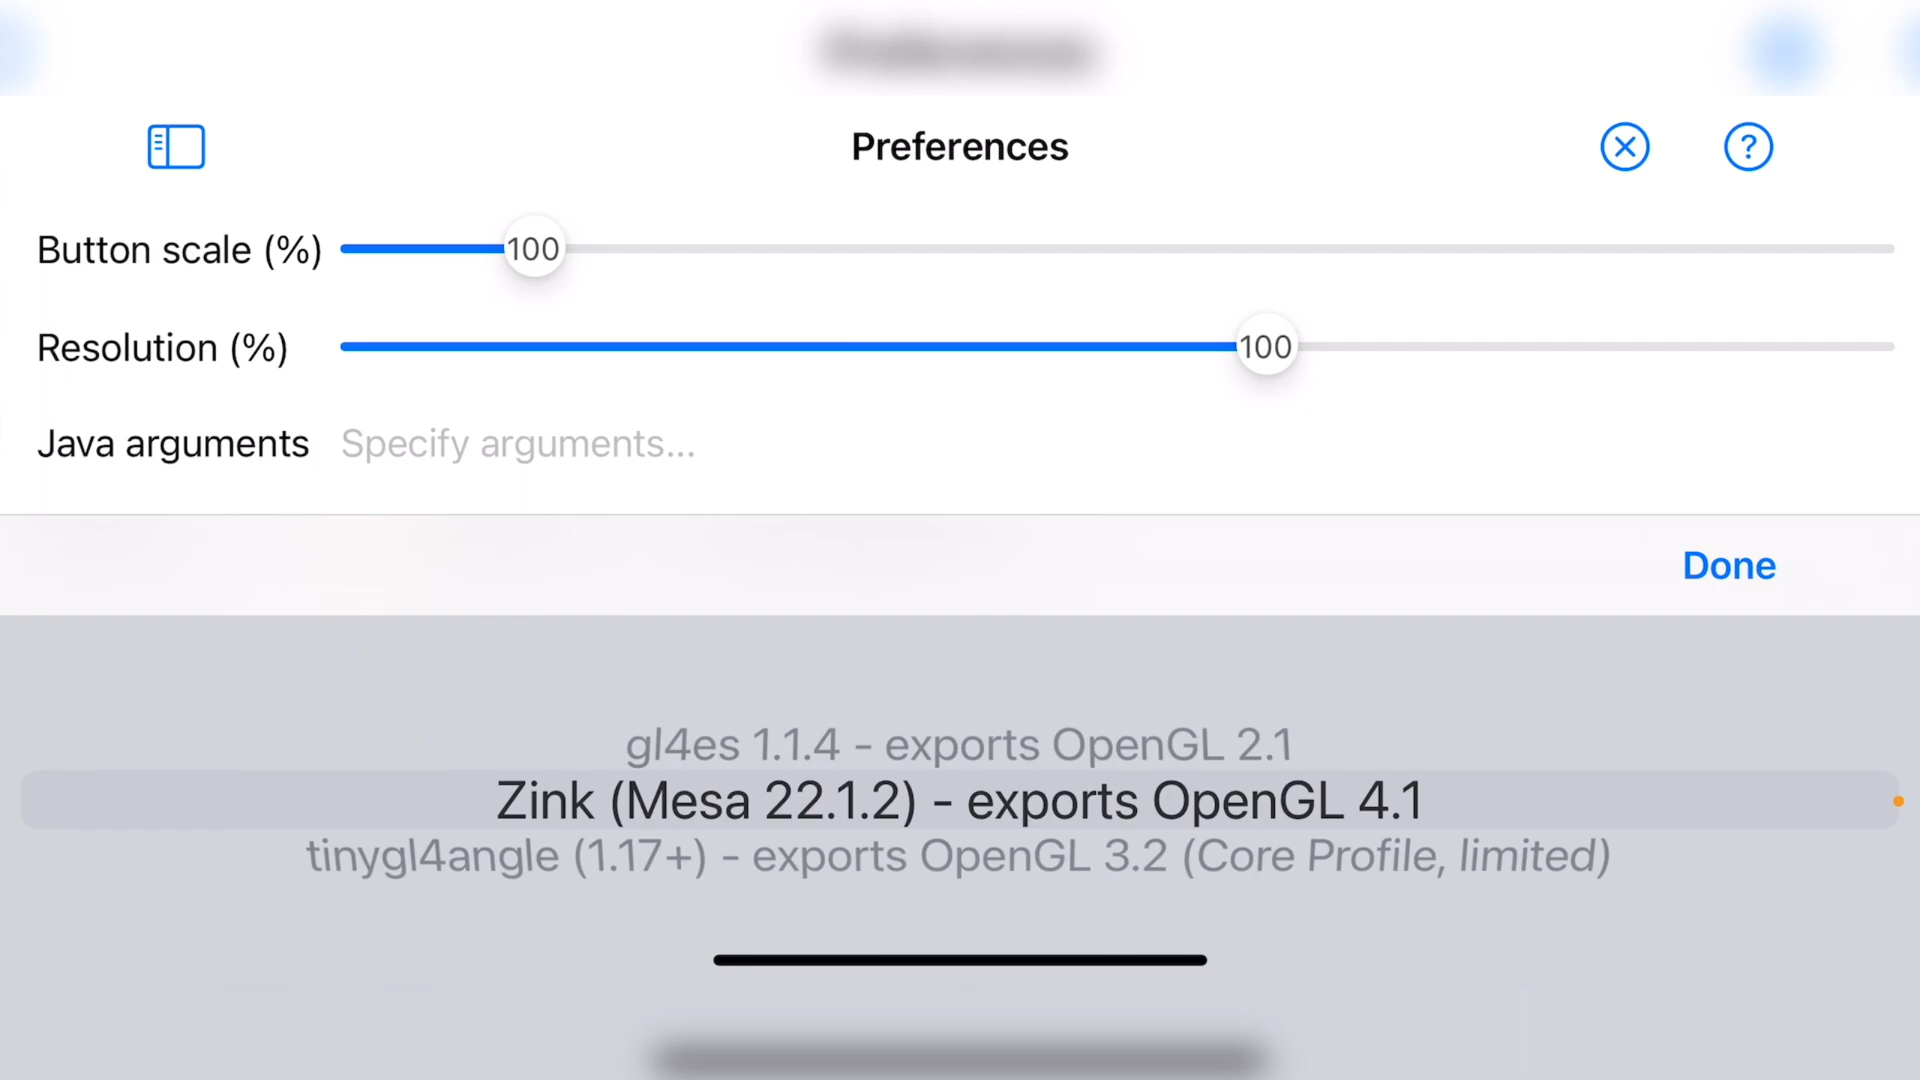 Preferences
Button scale (%) 100
Resolution (%) 100
Java arguments Specify arguments...
Done
gl4es 1.1.4 - exports OpenGL 2.1
Zink (Mesa 22.1.2) - exports OpenGL 4.1
tinygl4angle (1.17+) - exports OpenGL 3.2 (Core Profile, limited)